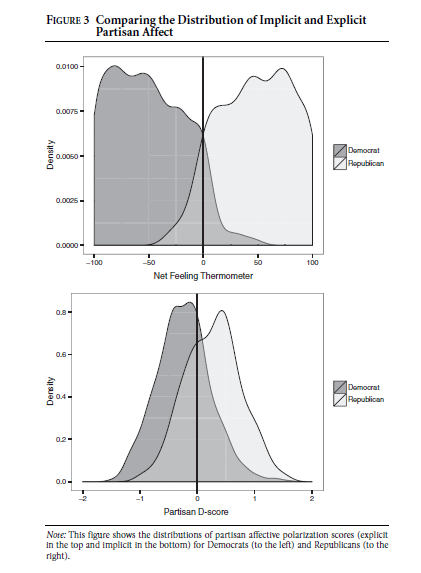 FIGURE 3 Comparing the Distribution of Implicit and Explicit
Partisan Affect
0.0100
0.0075
0.0050
0.0025
0.0000
Density
−100
−50
0
50
100
Net Feeling Thermometer
Democrat
Republican
0.8
0.6
0.4
0.2
0.0
Density
−2
−1
0
1
2
Partisan D-score
Democrat
Republican
Note: This figure shows the distributions of partisan affective polarization scores (explicit
in the top and implicit in the bottom) for Democrats (to the left) and Republicans (to the
right).